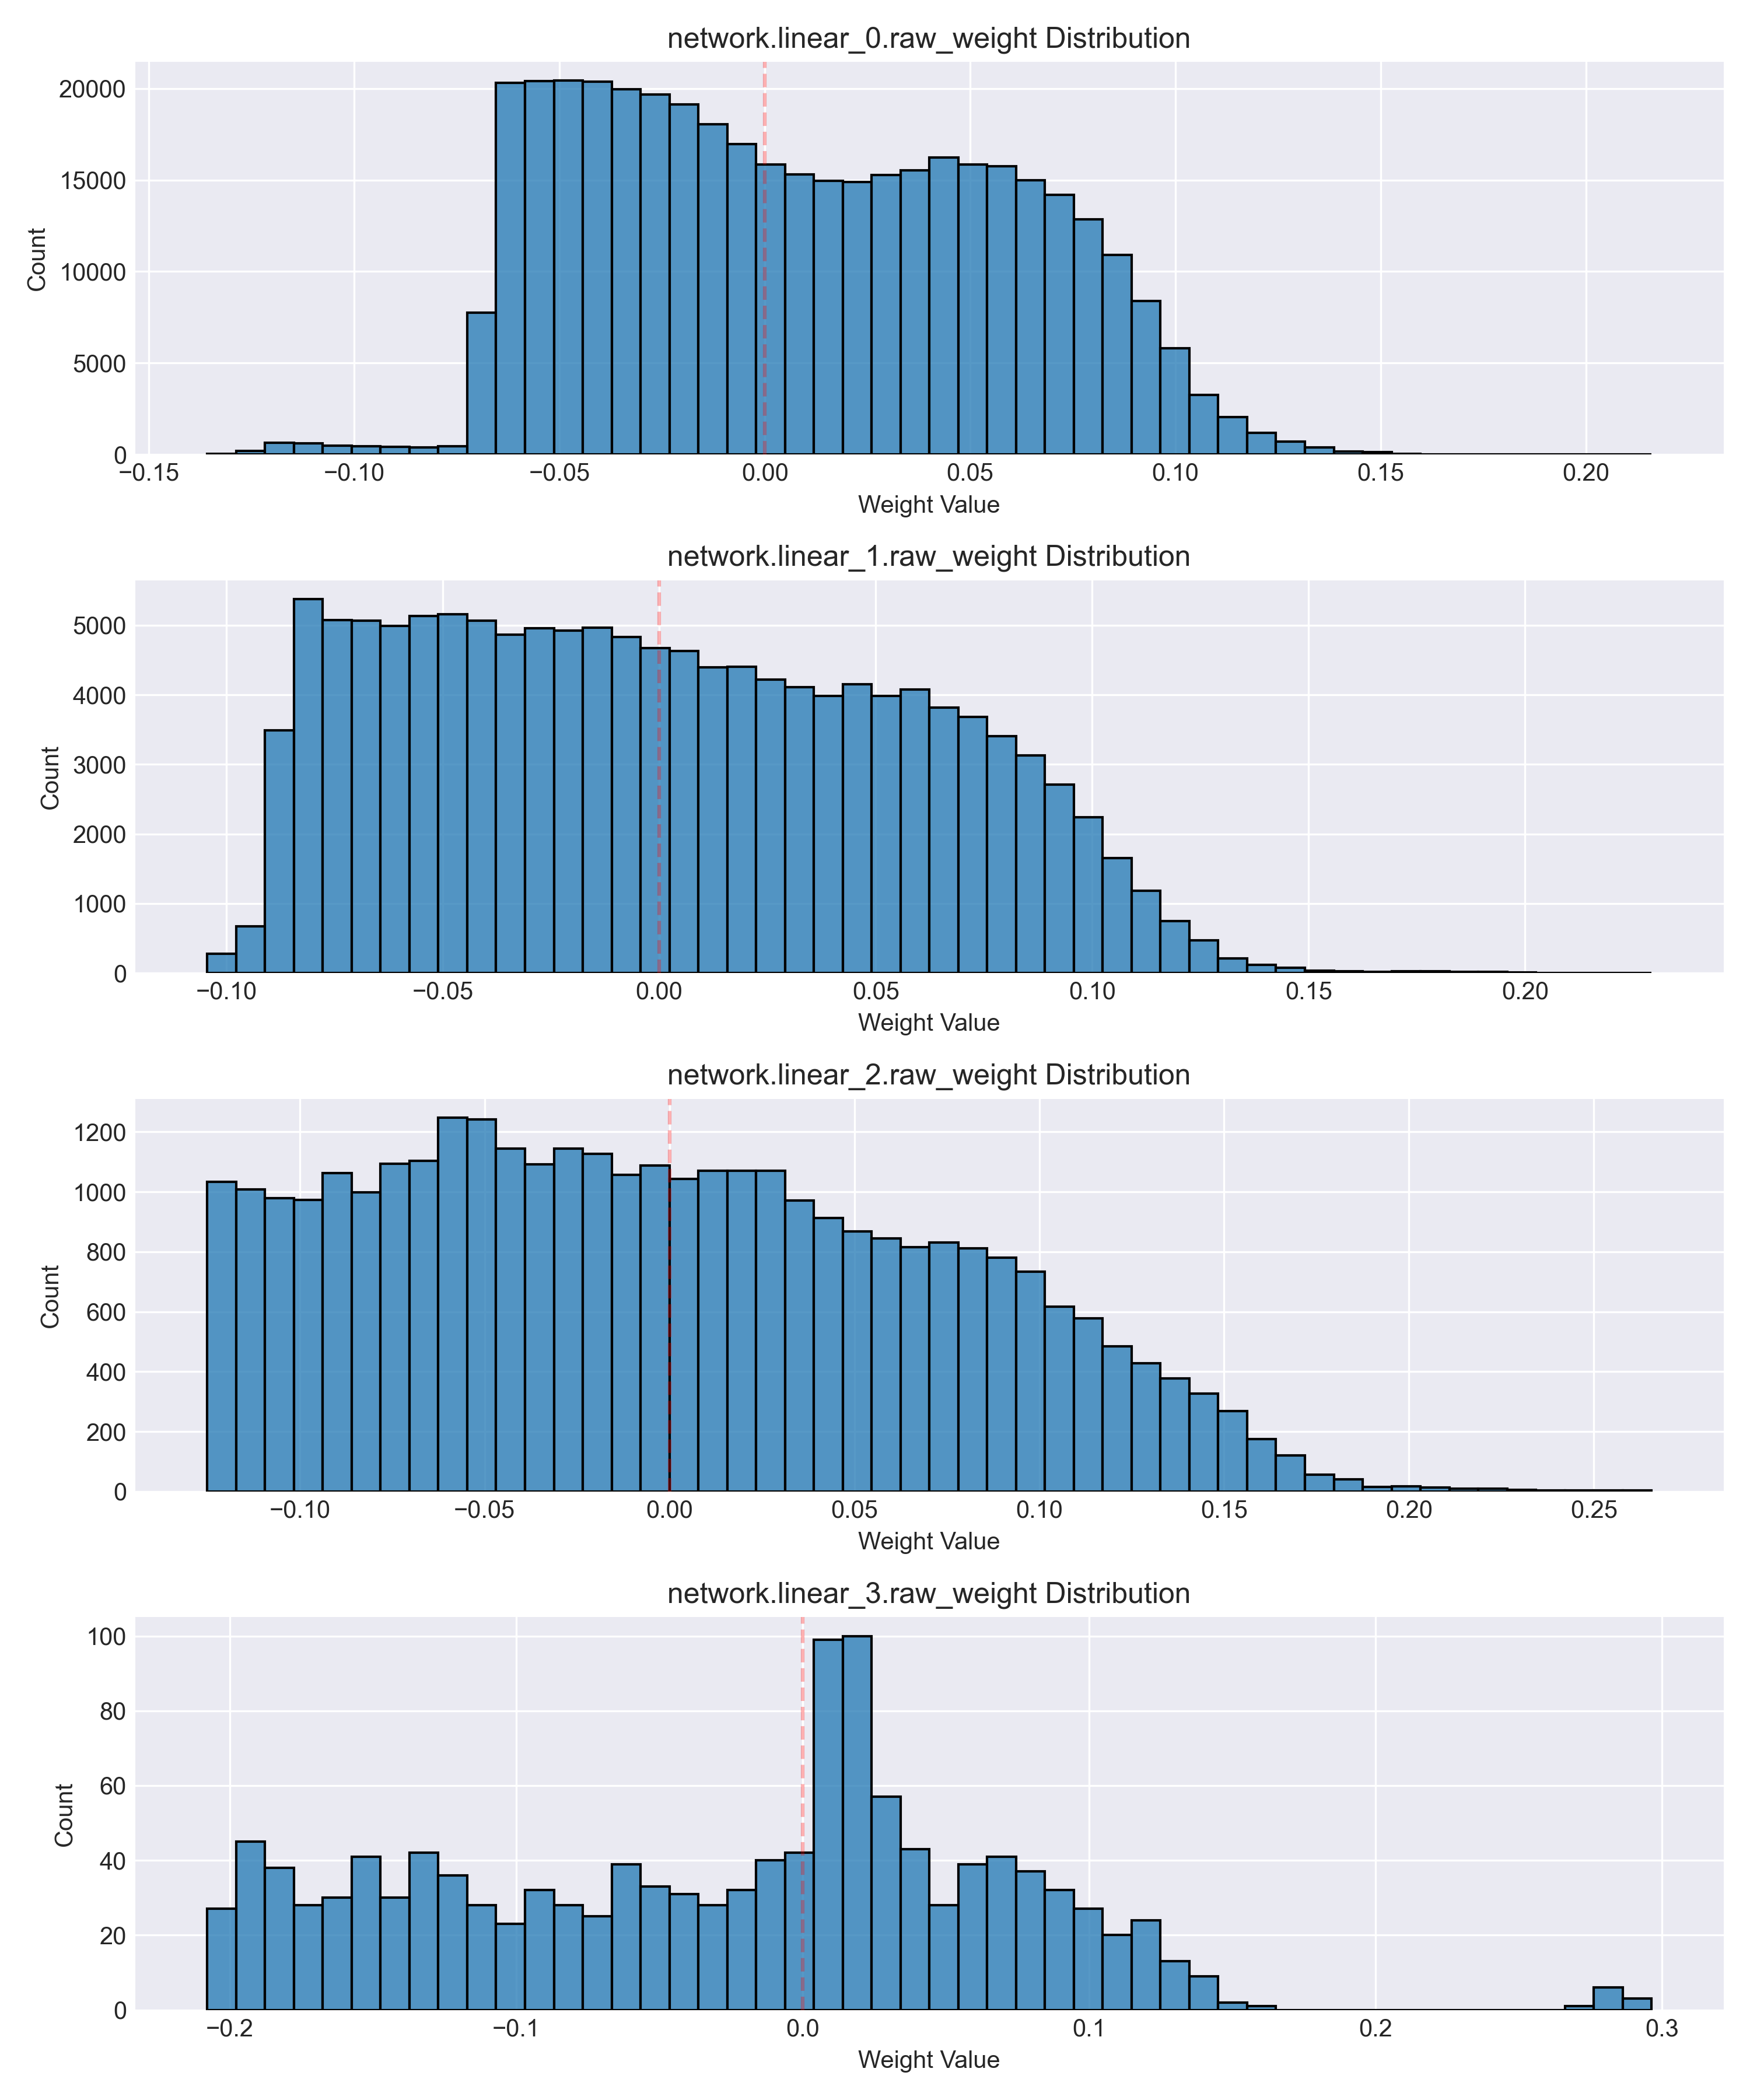 network.linear_0.raw_weight Distribution
20000
15000
10000
5000
0
Count
−0.15 −0.10 −0.05 0.00 0.05 0.10 0.15 0.20
Weight Value
network.linear_1.raw_weight Distribution
5000
4000
3000
2000
1000
0
Count
−0.10 −0.05 0.00 0.05 0.10 0.15 0.20
Weight Value
network.linear_2.raw_weight Distribution
1200
1000
800
600
400
200
0
Count
−0.10 −0.05 0.00 0.05 0.10 0.15 0.20 0.25
Weight Value
network.linear_3.raw_weight Distribution
100
80
60
40
20
0
Count
−0.2 −0.1 0.0 0.1 0.2 0.3
Weight Value